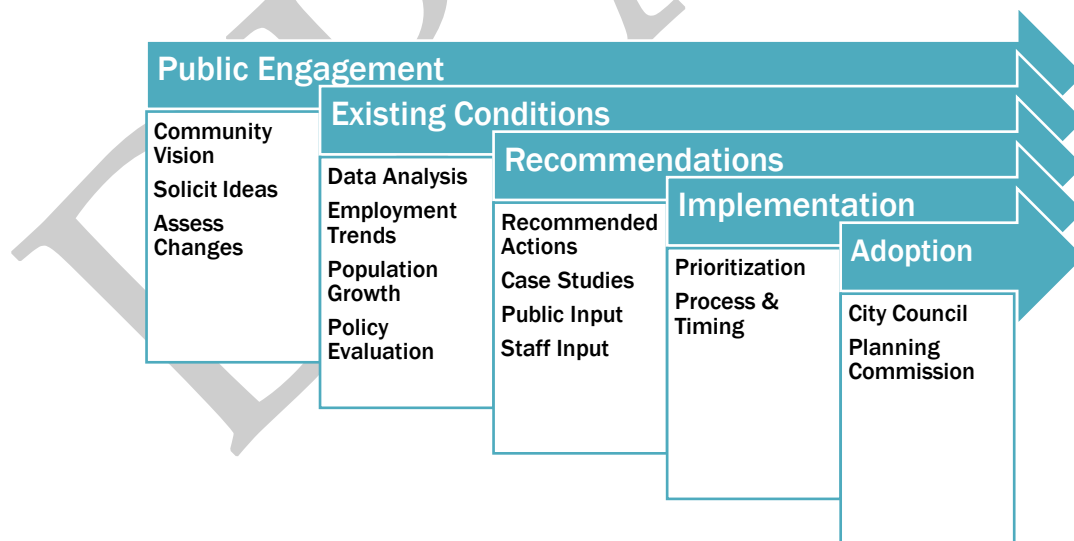 Public Engagement
Community
Vision
Solicit Ideas
Assess
Changes
Existing Conditions
Data Analysis
Employment
Trends
Population
Growth
Policy
Evaluation
Recommendations
Recommended
Actions
Case Studies
Public Input
Staff Input
Implementation
Prioritization
Process &
Timing
Adoption
City Council
Planning
Commission